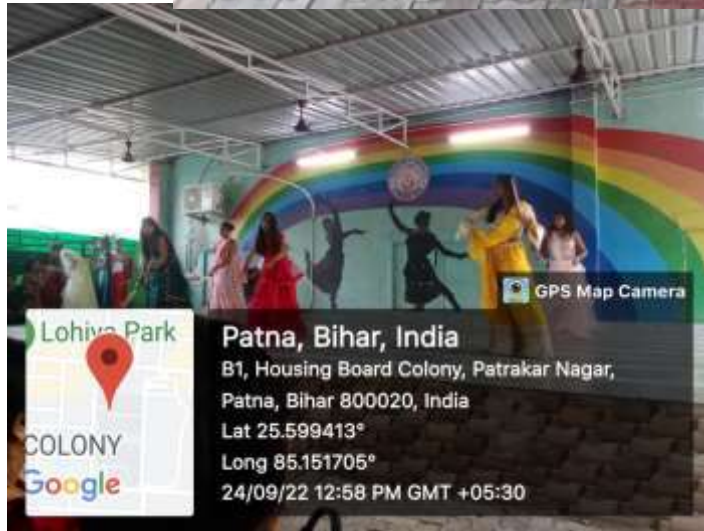 GPS Map Camera
Lohiya Park
COLONY
Google
Patna, Bihar, India
B1, Housing Board Colony, Patrakar Nagar,
Patna, Bihar 800020, India
Lat 25.599413°
Long 85.151705°
24/09/22 12:58 PM GMT +05:30